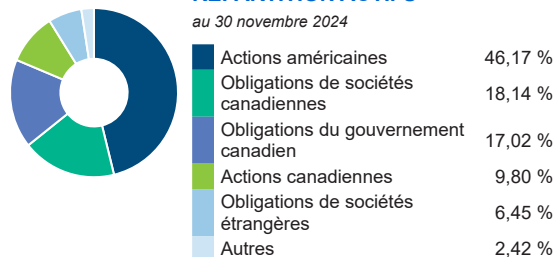 au 30 novembre 2024
Actions américaines 46,17 %
Obligations de sociétés
canadiennes 18,14 %
Obligations du gouvernement
canadien 17,02 %
Actions canadiennes 9,80 %
Obligations de sociétés
étrangères 6,45 %
Autres 2,42 %